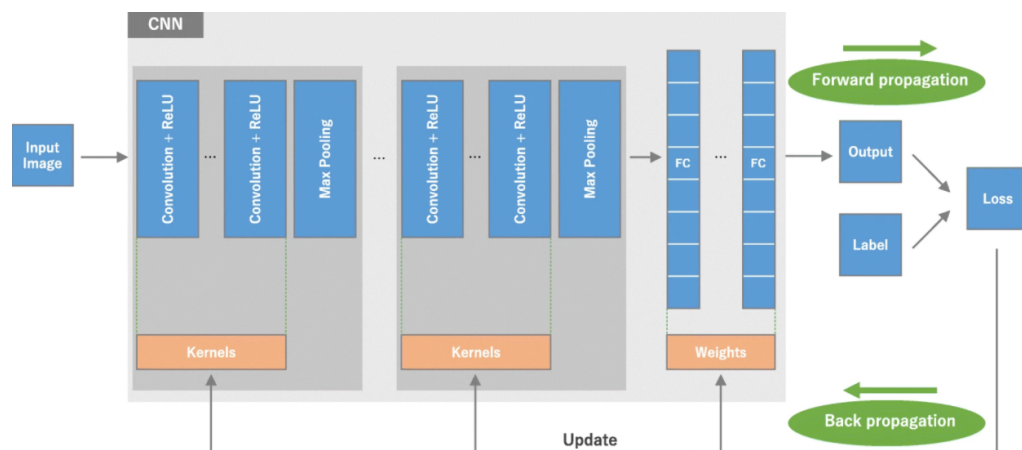 CNN
Input
Image
Convolution + ReLU
...
Convolution + ReLU
Max Pooling
...
Convolution + ReLU
...
Convolution + ReLU
Max Pooling
FC
...
FC
Forward propagation
Output
Label
Loss
Kernels
Kernels
Weights
Back propagation
Update